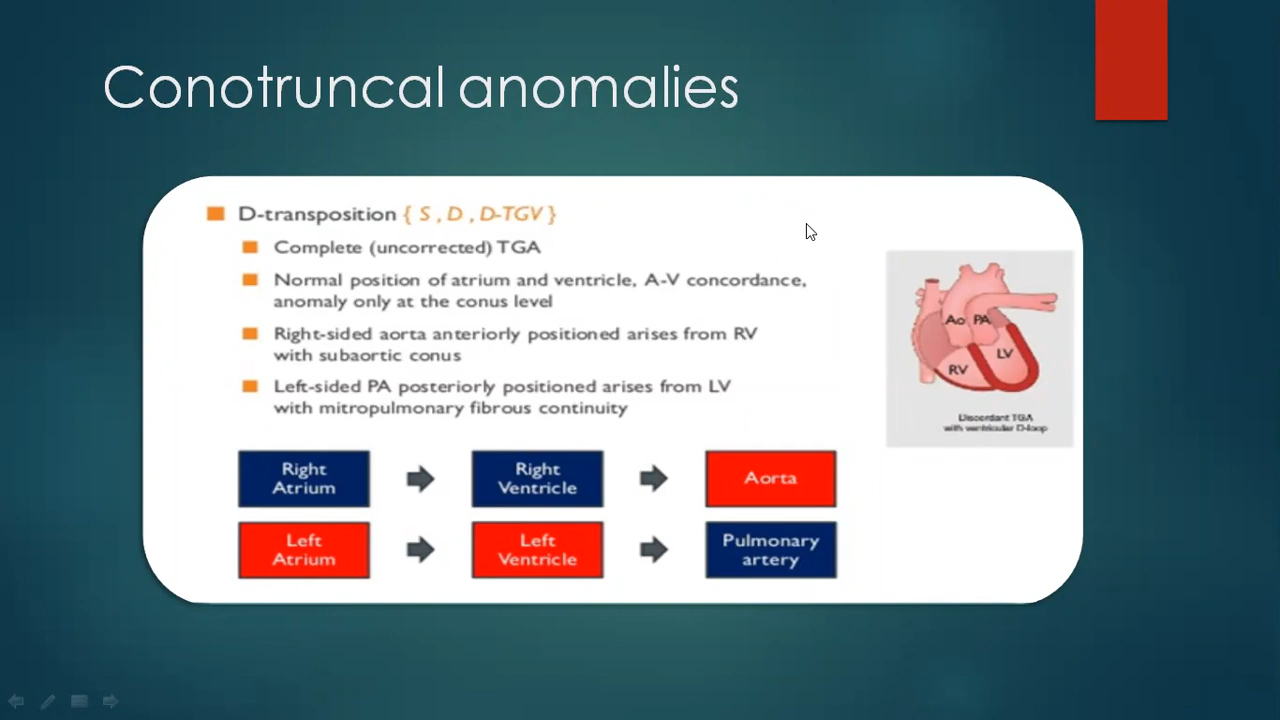 Conotruncal anomalies
D-transposition { S , D , D-TGV }
Complete (uncorrected) TGA
Normal position of atrium and ventricle, A-V concordance,
anomaly only at the conus level
Right-sided aorta anteriorly positioned arises from RV
with subaortic conus
Left-sided PA posteriorly positioned arises from LV
with mitropulmonary fibrous continuity
Ao PA
LV
RV
Discordant TGA
with ventricular D-loop
Right
Atrium
Right
Ventricle
Aorta
Left
Atrium
Left
Ventricle
Pulmonary
artery